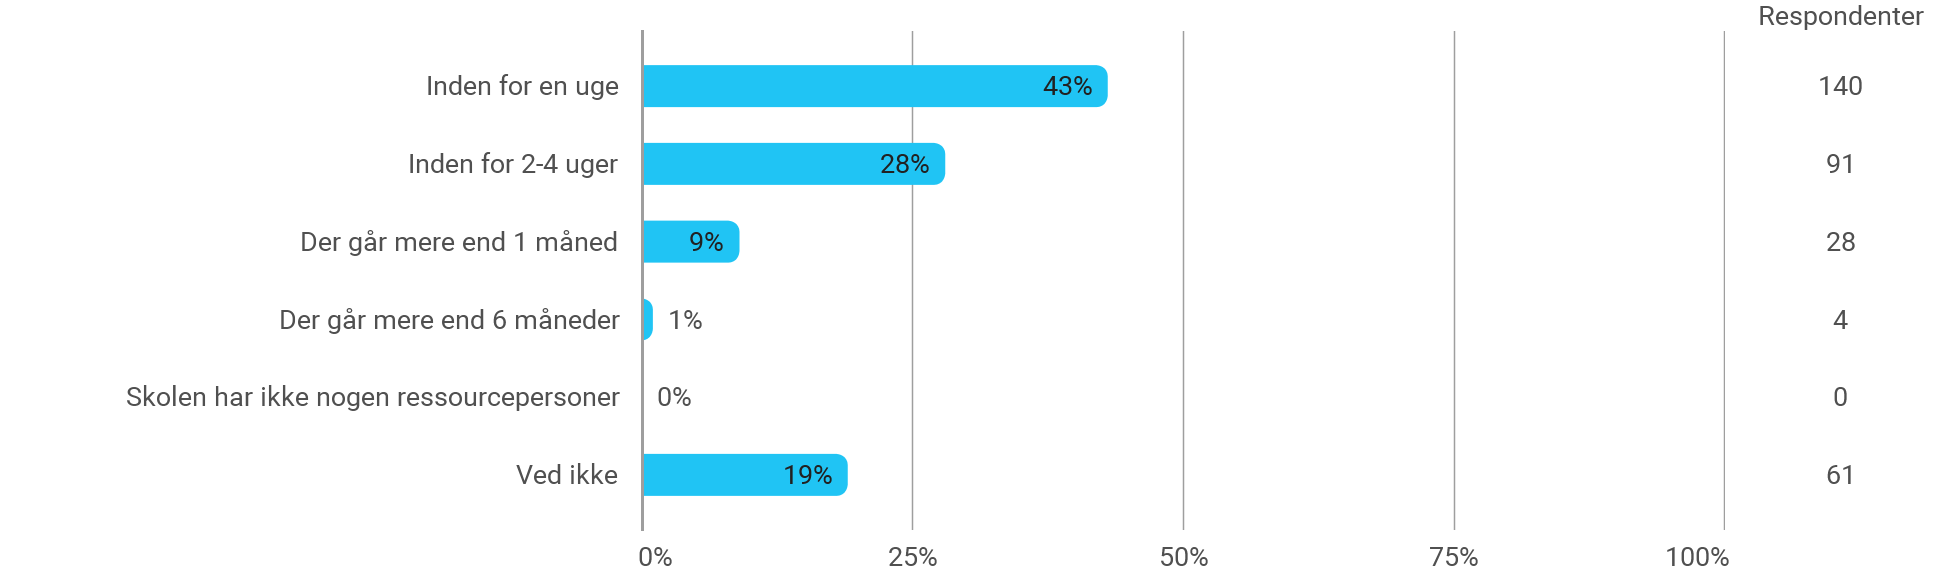 Respondenter
Inden for en uge 43% 140
Inden for 2-4 uger 28% 91
Der går mere end 1 måned 9% 28
Der går mere end 6 måneder 1% 4
Skolen har ikke nogen ressourcepersoner 0% 0
Ved ikke 19% 61
0% 25% 50% 75% 100%